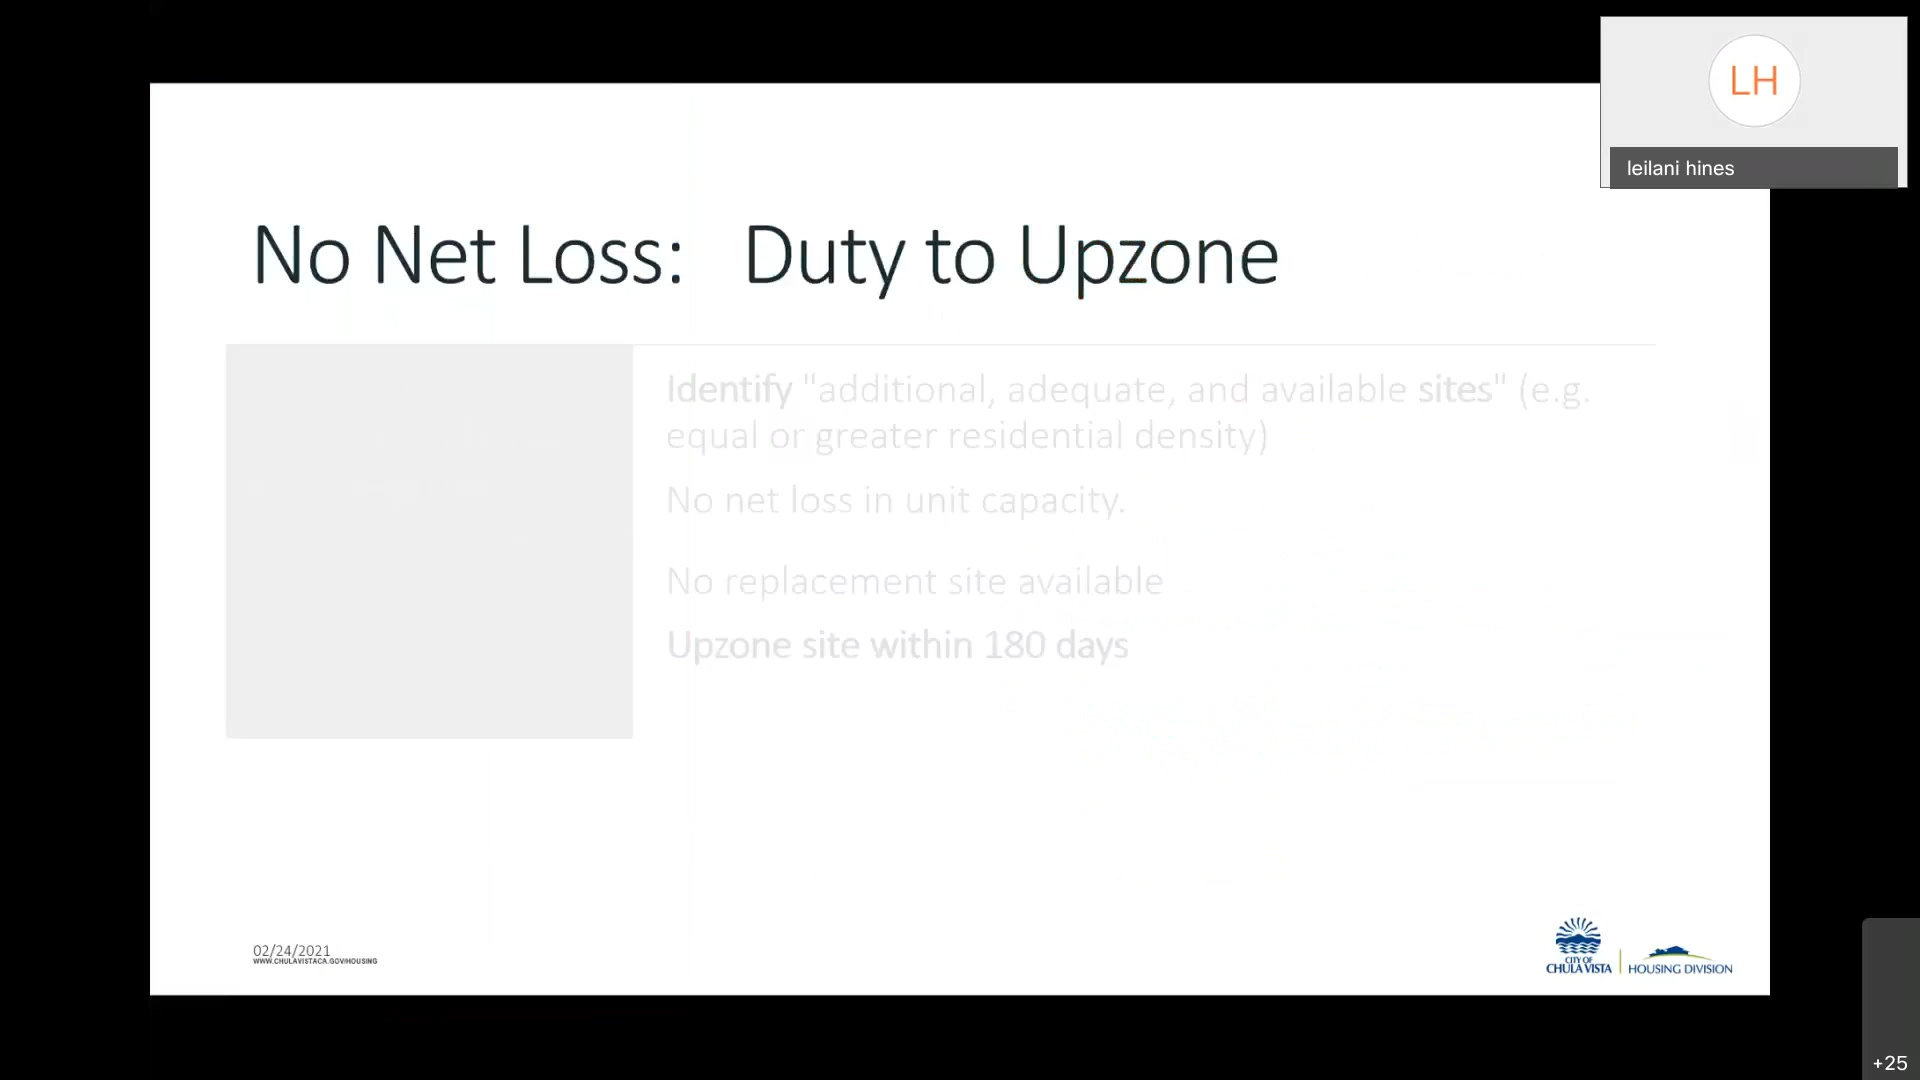 LH
leilani hines
No Net Loss: Duty to Upzone
Identify "additional, adequate, and available sites" (e.g.
equal or greater residential density)
No net loss in unit capacity.
No replacement site available
Upzone site within 180 days
02/24/2021
WWW.CHULAVISTACA.GOV/HOUSING
CITY OF
CHULA VISTA
HOUSING DIVISION
+25